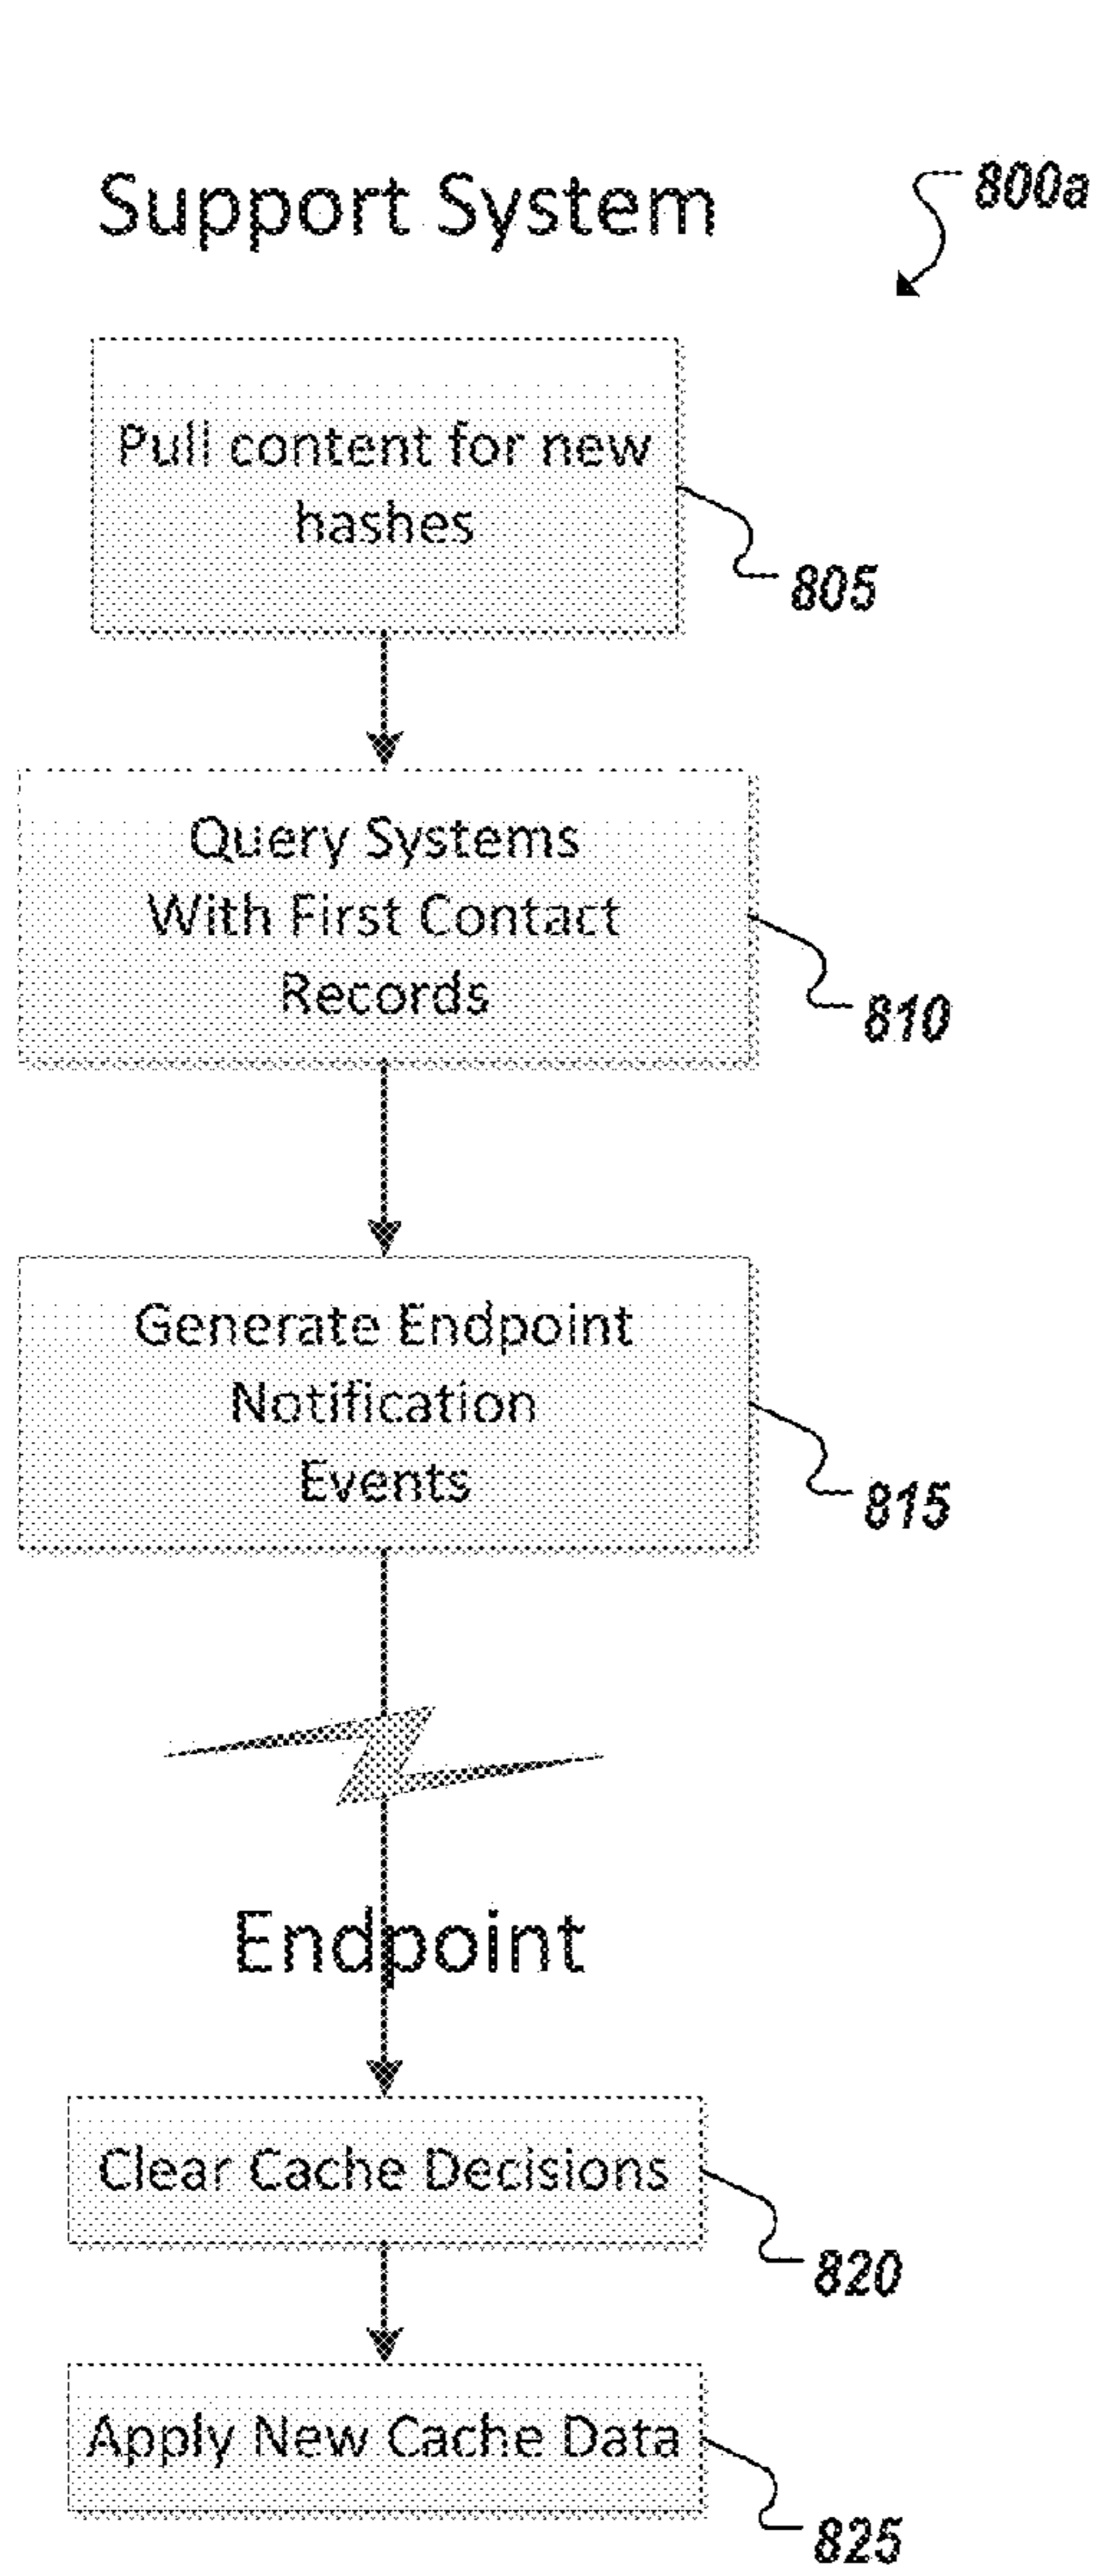 Support System
800a
Pull content for new
hashes
805
Query Systems
With First Contact
Records
810
Generate Endpoint
Notification
Events
815
Endpoint
Clear Cache Decisions
820
Apply New Cache Data
825